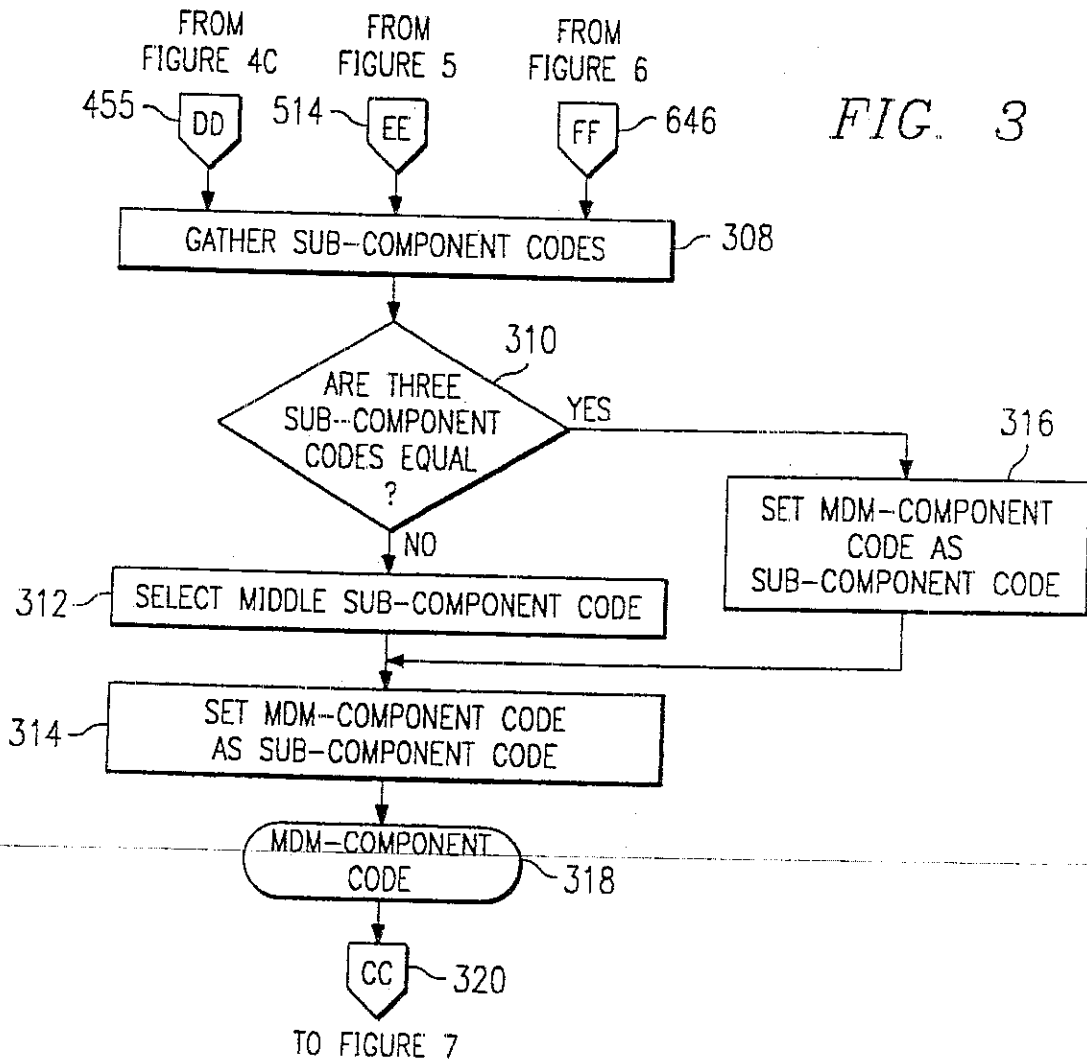 FROM
FIGURE 4C
FROM
FIGURE 5
FROM
FIGURE 6
FIG. 3
455
DD
514
EE
FF
646
GATHER SUB-COMPONENT CODES
308
310
ARE THREE
SUB-COMPONENT
CODES EQUAL
?
YES
316
SET MDM-COMPONENT
CODE AS
SUB-COMPONENT CODE
NO
312
SELECT MIDDLE SUB-COMPONENT CODE
314
SET MDM-COMPONENT CODE
AS SUB-COMPONENT CODE
MDM-COMPONENT
CODE
318
CC
320
TO FIGURE 7